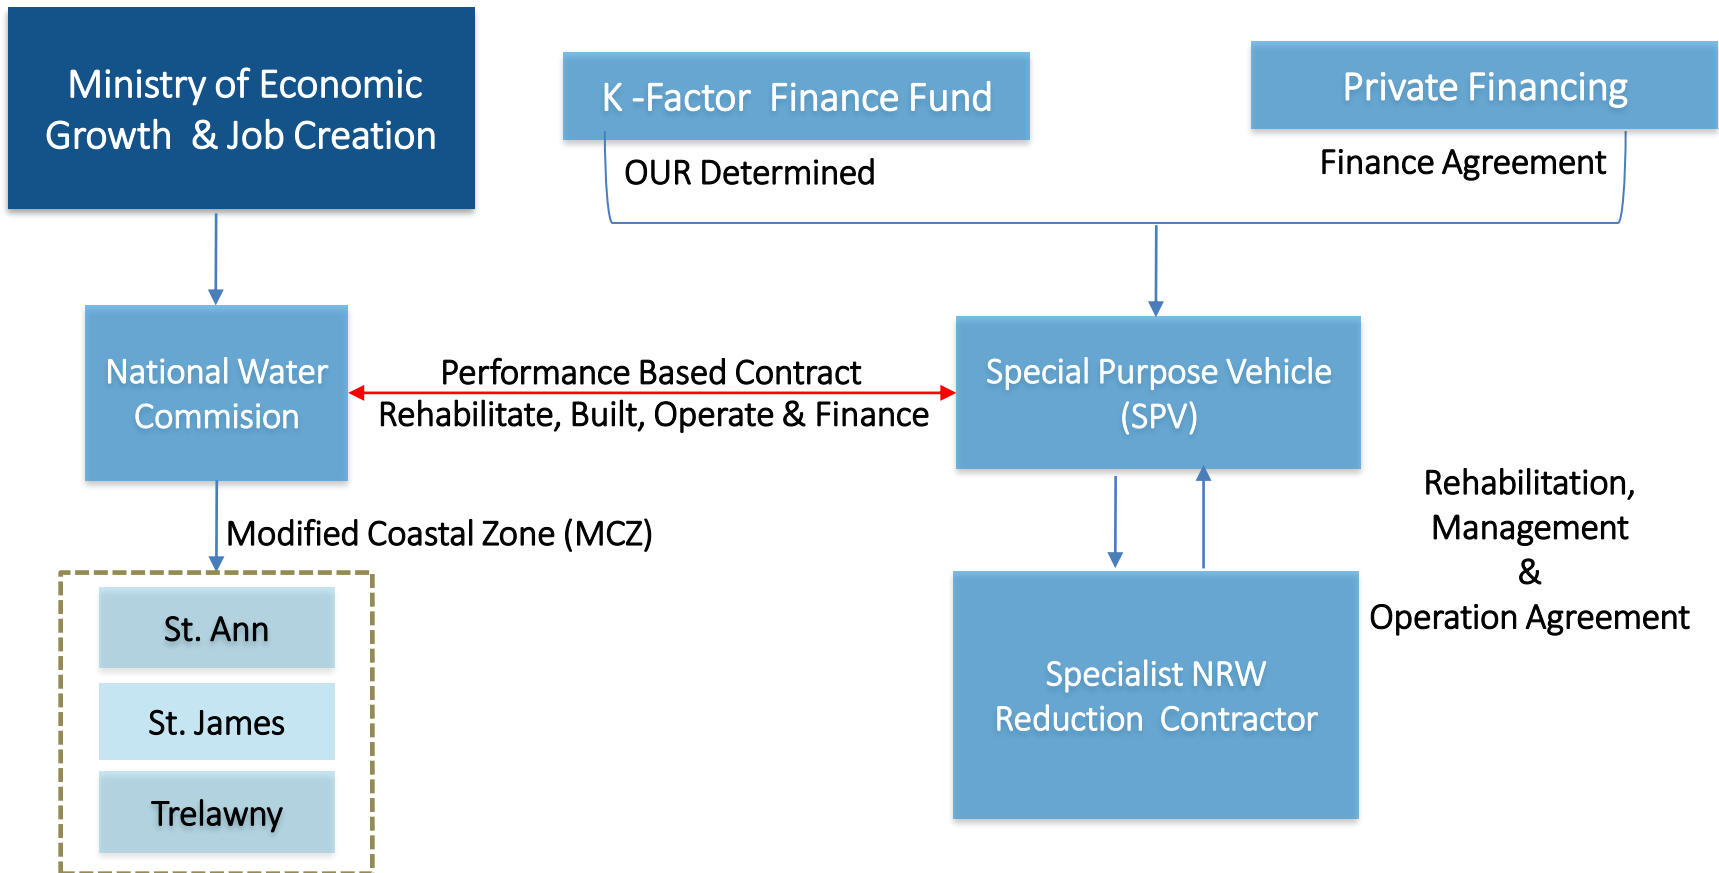 Ministry of Economic
Growth & Job Creation
K -Factor Finance Fund
Private Financing
OUR Determined
Finance Agreement
National Water
Commision
Performance Based Contract
Rehabilitate, Built, Operate & Finance
Special Purpose Vehicle
(SPV)
Modified Coastal Zone (MCZ)
St. Ann
St. James
Trelawny
Rehabilitation,
Management
&
Operation Agreement
Specialist NRW
Reduction Contractor